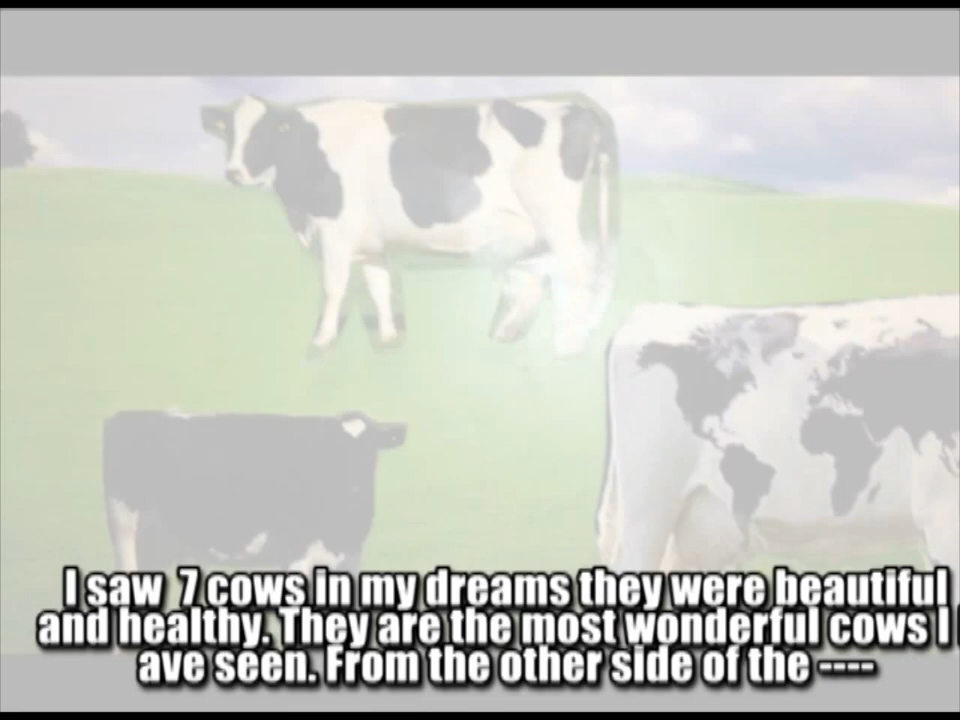 I saw 7 cows in my dreams they were beautiful
and healthy. They are the most wonderful cows I
ave seen. From the other side of the ----